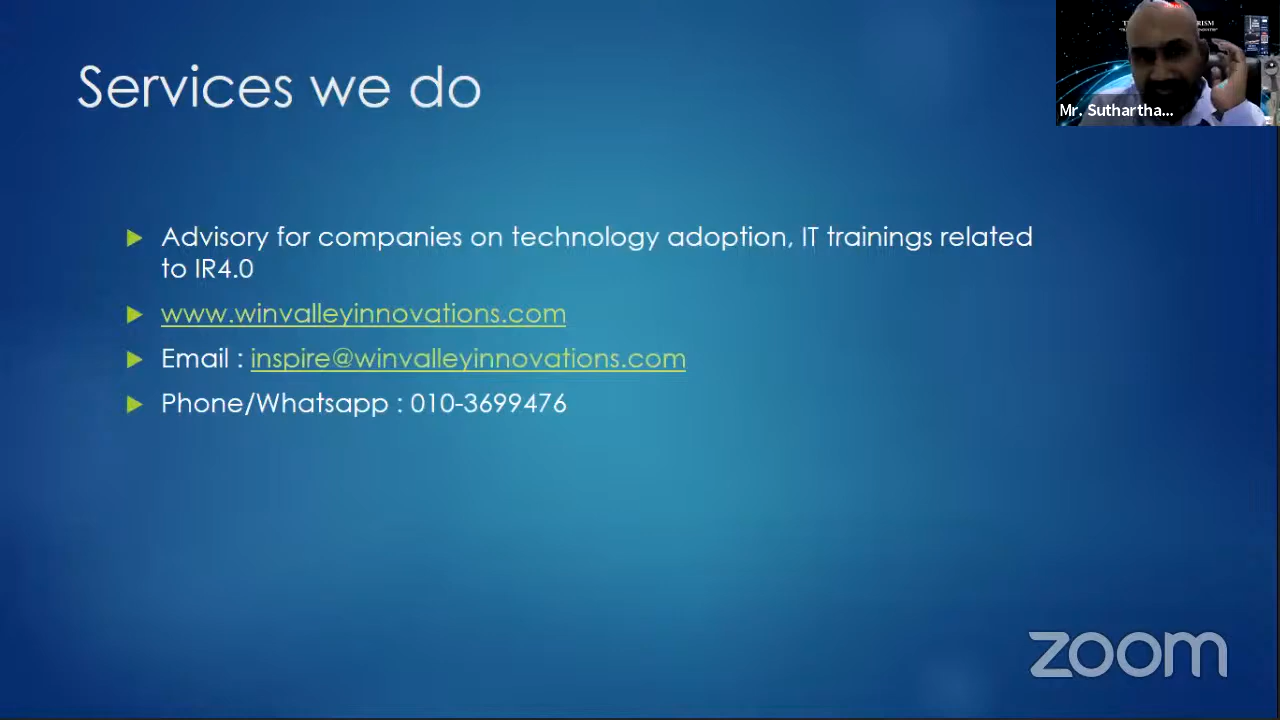 Services we do
Mr. Suthartha...
Advisory for companies on technology adoption, IT trainings related
to IR4.0
www.winvalleyinnovations.com
Email : inspire@winvalleyinnovations.com
Phone/Whatsapp : 010-3699476
zoom